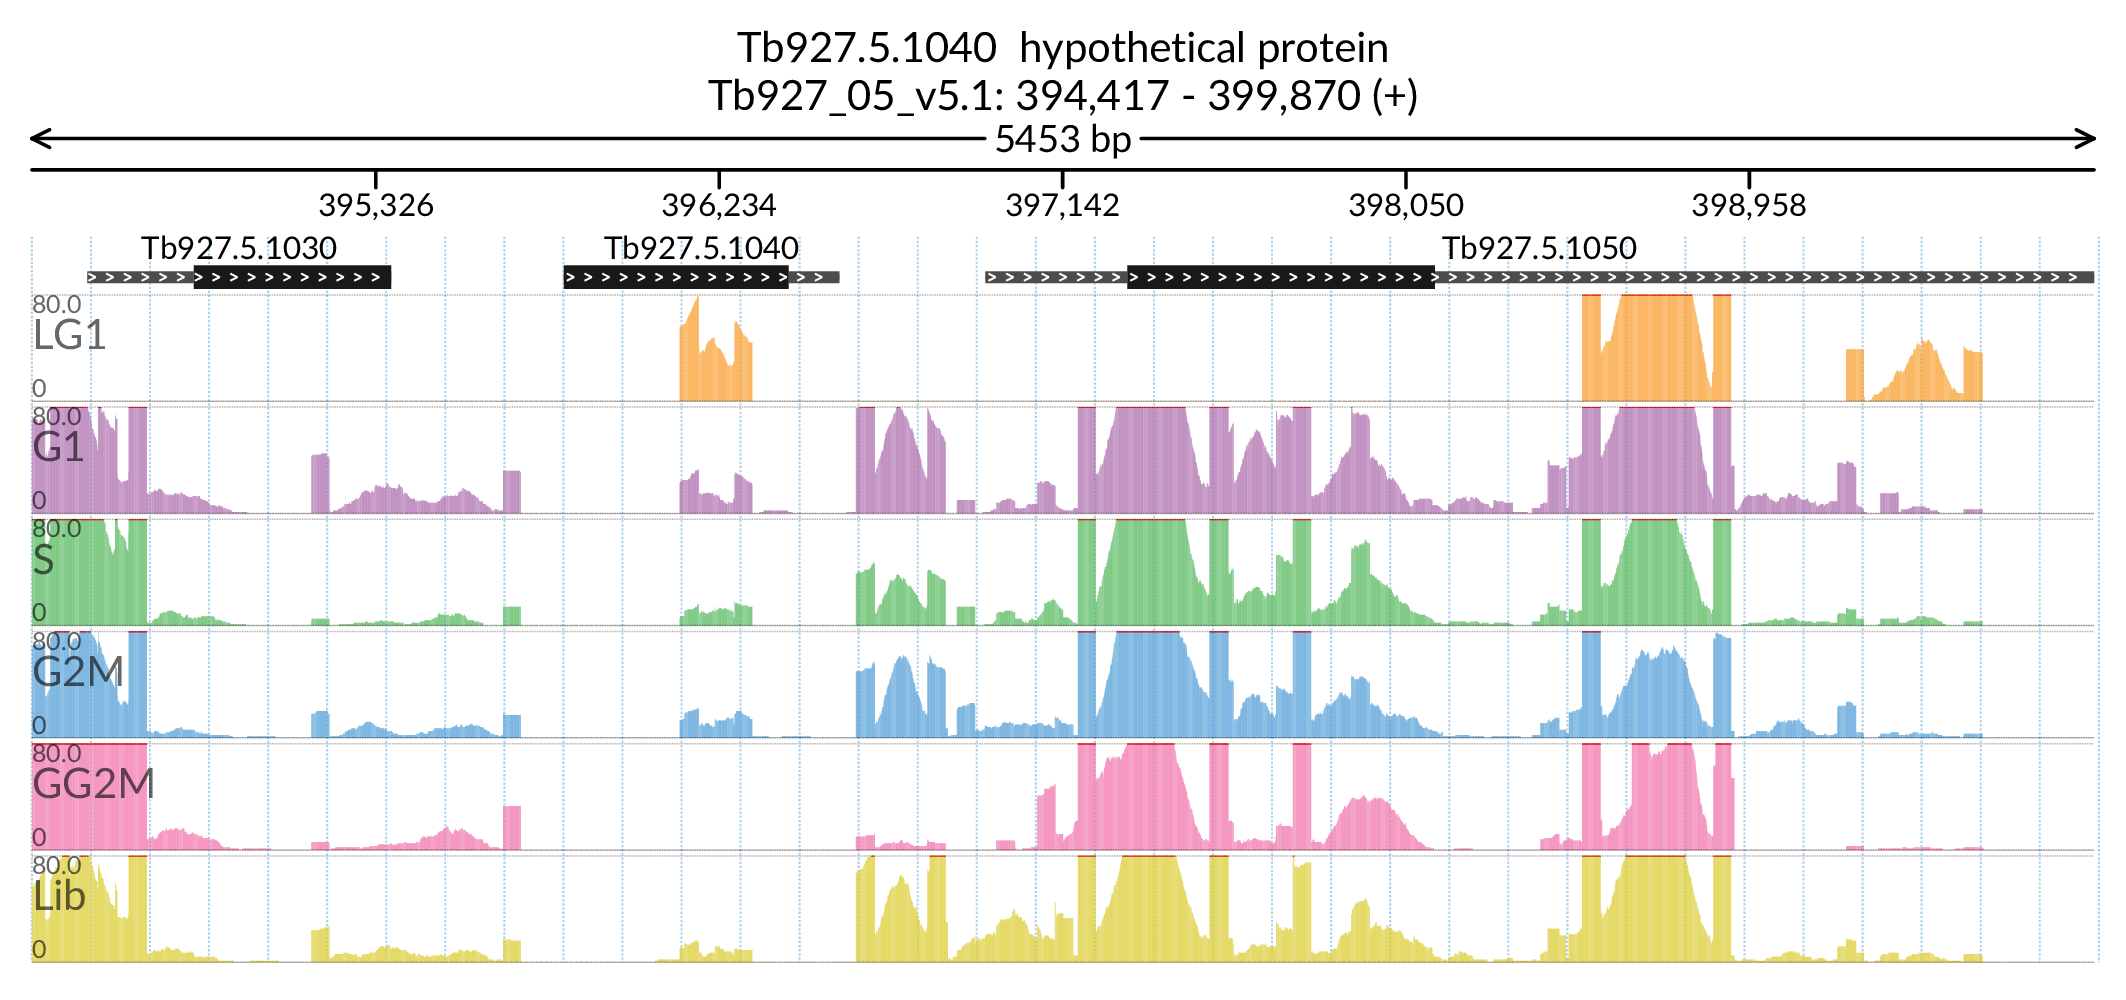 Tb927.5.1040  hypothetical protein
Tb927_05_v5.1: 394,417 - 399,870 (+)
5453 bp
395,326 396,234 397,142 398,050 398,958
Tb927.5.1030 Tb927.5.1040 Tb927.5.1050
80.0
LG1
0
80.0
G1
0
80.0
S
0
80.0
G2M
0
80.0
GG2M
0
80.0
Lib
0